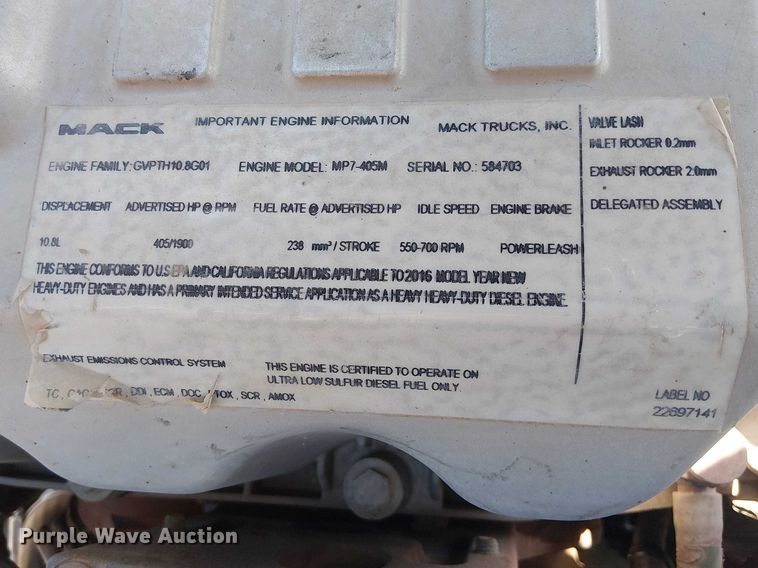 MACK IMPORTANT ENGINE INFORMATION MACK TRUCKS, INC.
ENGINE FAMILY: GVPTH10.8G01 ENGINE MODEL: MP7-405M SERIAL NO.: 584703
DISPLACEMENT ADVERTISED HP @ RPM FUEL RATE @ ADVERTISED HP IDLE SPEED ENGINE BRAKE
10.8L 405/1900 238 mm³/STROKE 550-700 RPM POWERLEASH
THIS ENGINE CONFORMS TO U.S EPA AND CALIFORNIA REGULATIONS APPLICABLE TO 2016 MODEL YEAR NEW
HEAVY-DUTY ENGINES AND HAS A PRIMARY INTENDED SERVICE APPLICATION AS A HEAVY HEAVY-DUTY DIESEL ENGINE.
EXHAUST EMISSIONS CONTROL SYSTEM
TC, DDI, ECM, DOC, SCR, AMOX
THIS ENGINE IS CERTIFIED TO OPERATE ON
ULTRA LOW SULFUR DIESEL FUEL ONLY.
VALVE LASH
INLET ROCKER 0.2mm
EXHAUST ROCKER 2.0mm
DELEGATED ASSEMBLY
LABEL NO
22697141
Purple Wave Auction